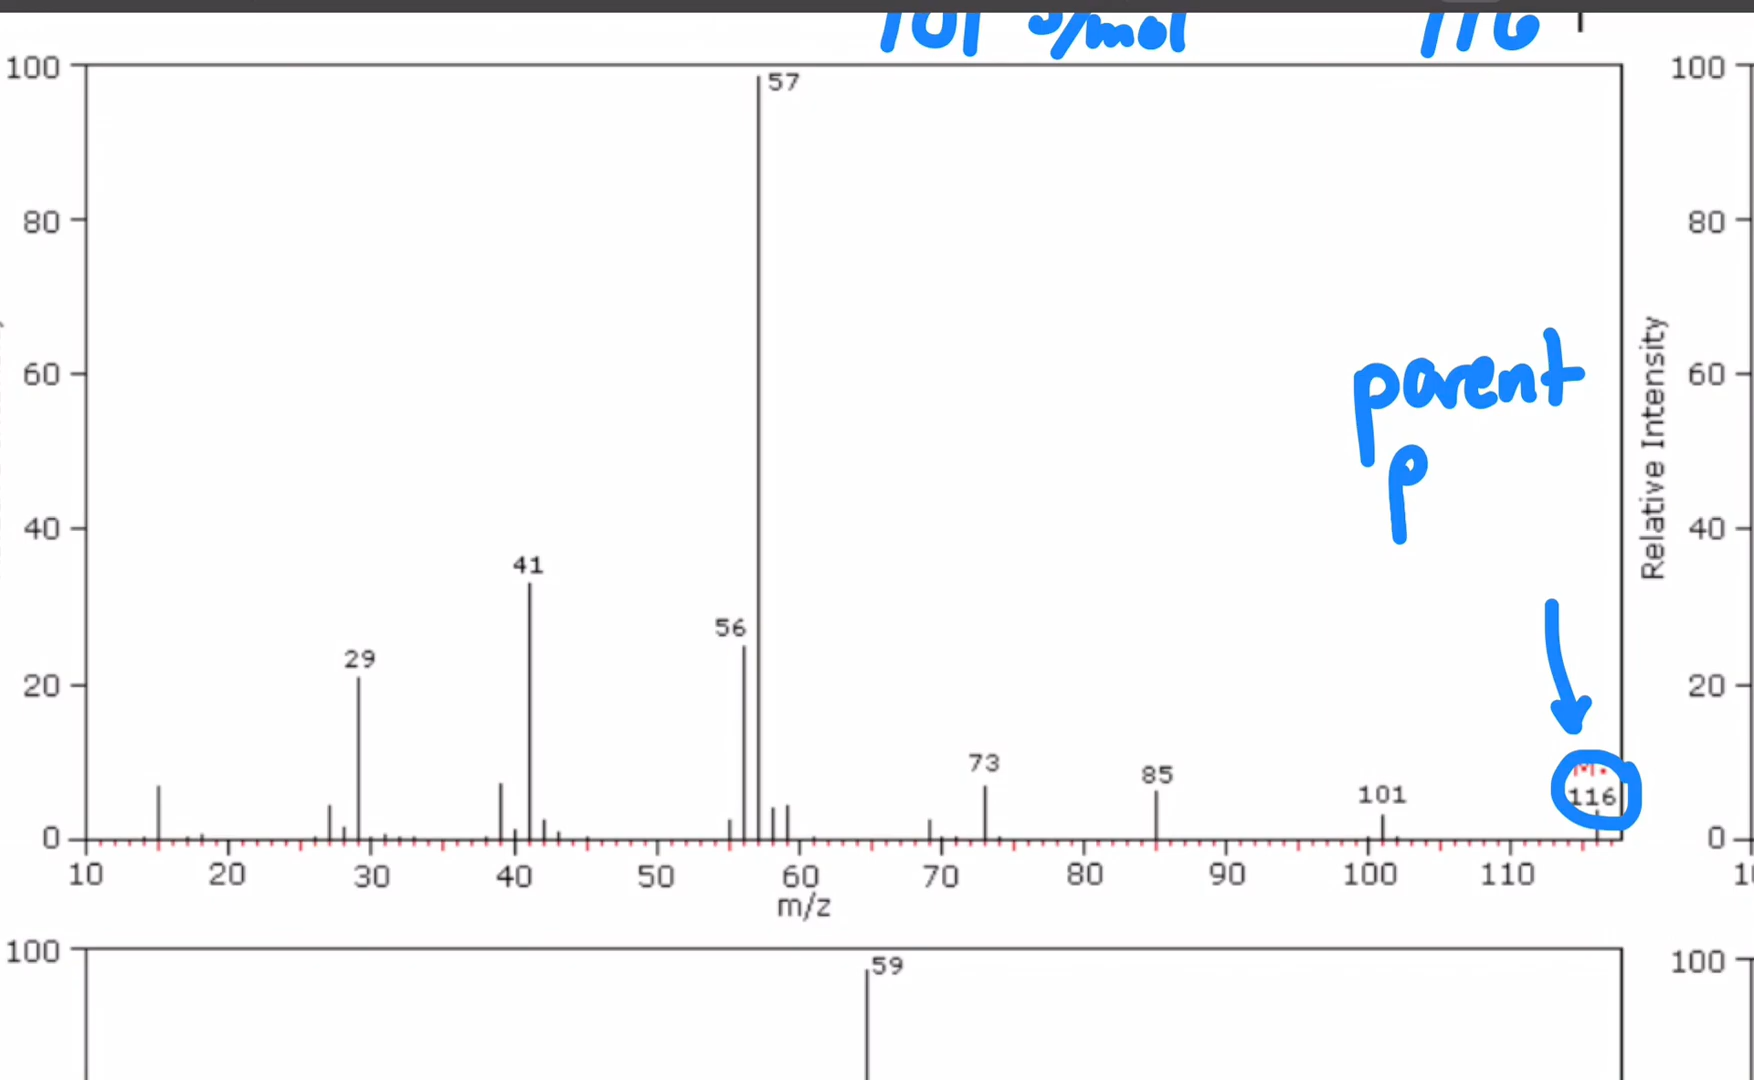 101 g/mol 116
100 100
57
80 80
60 60
parent
P
Relative Intensity
40 40
41
56
29
20 20
73
85
101
116
0 0
10 20 30 40 50 60 70 80 90 100 110
m/z
100 100
59